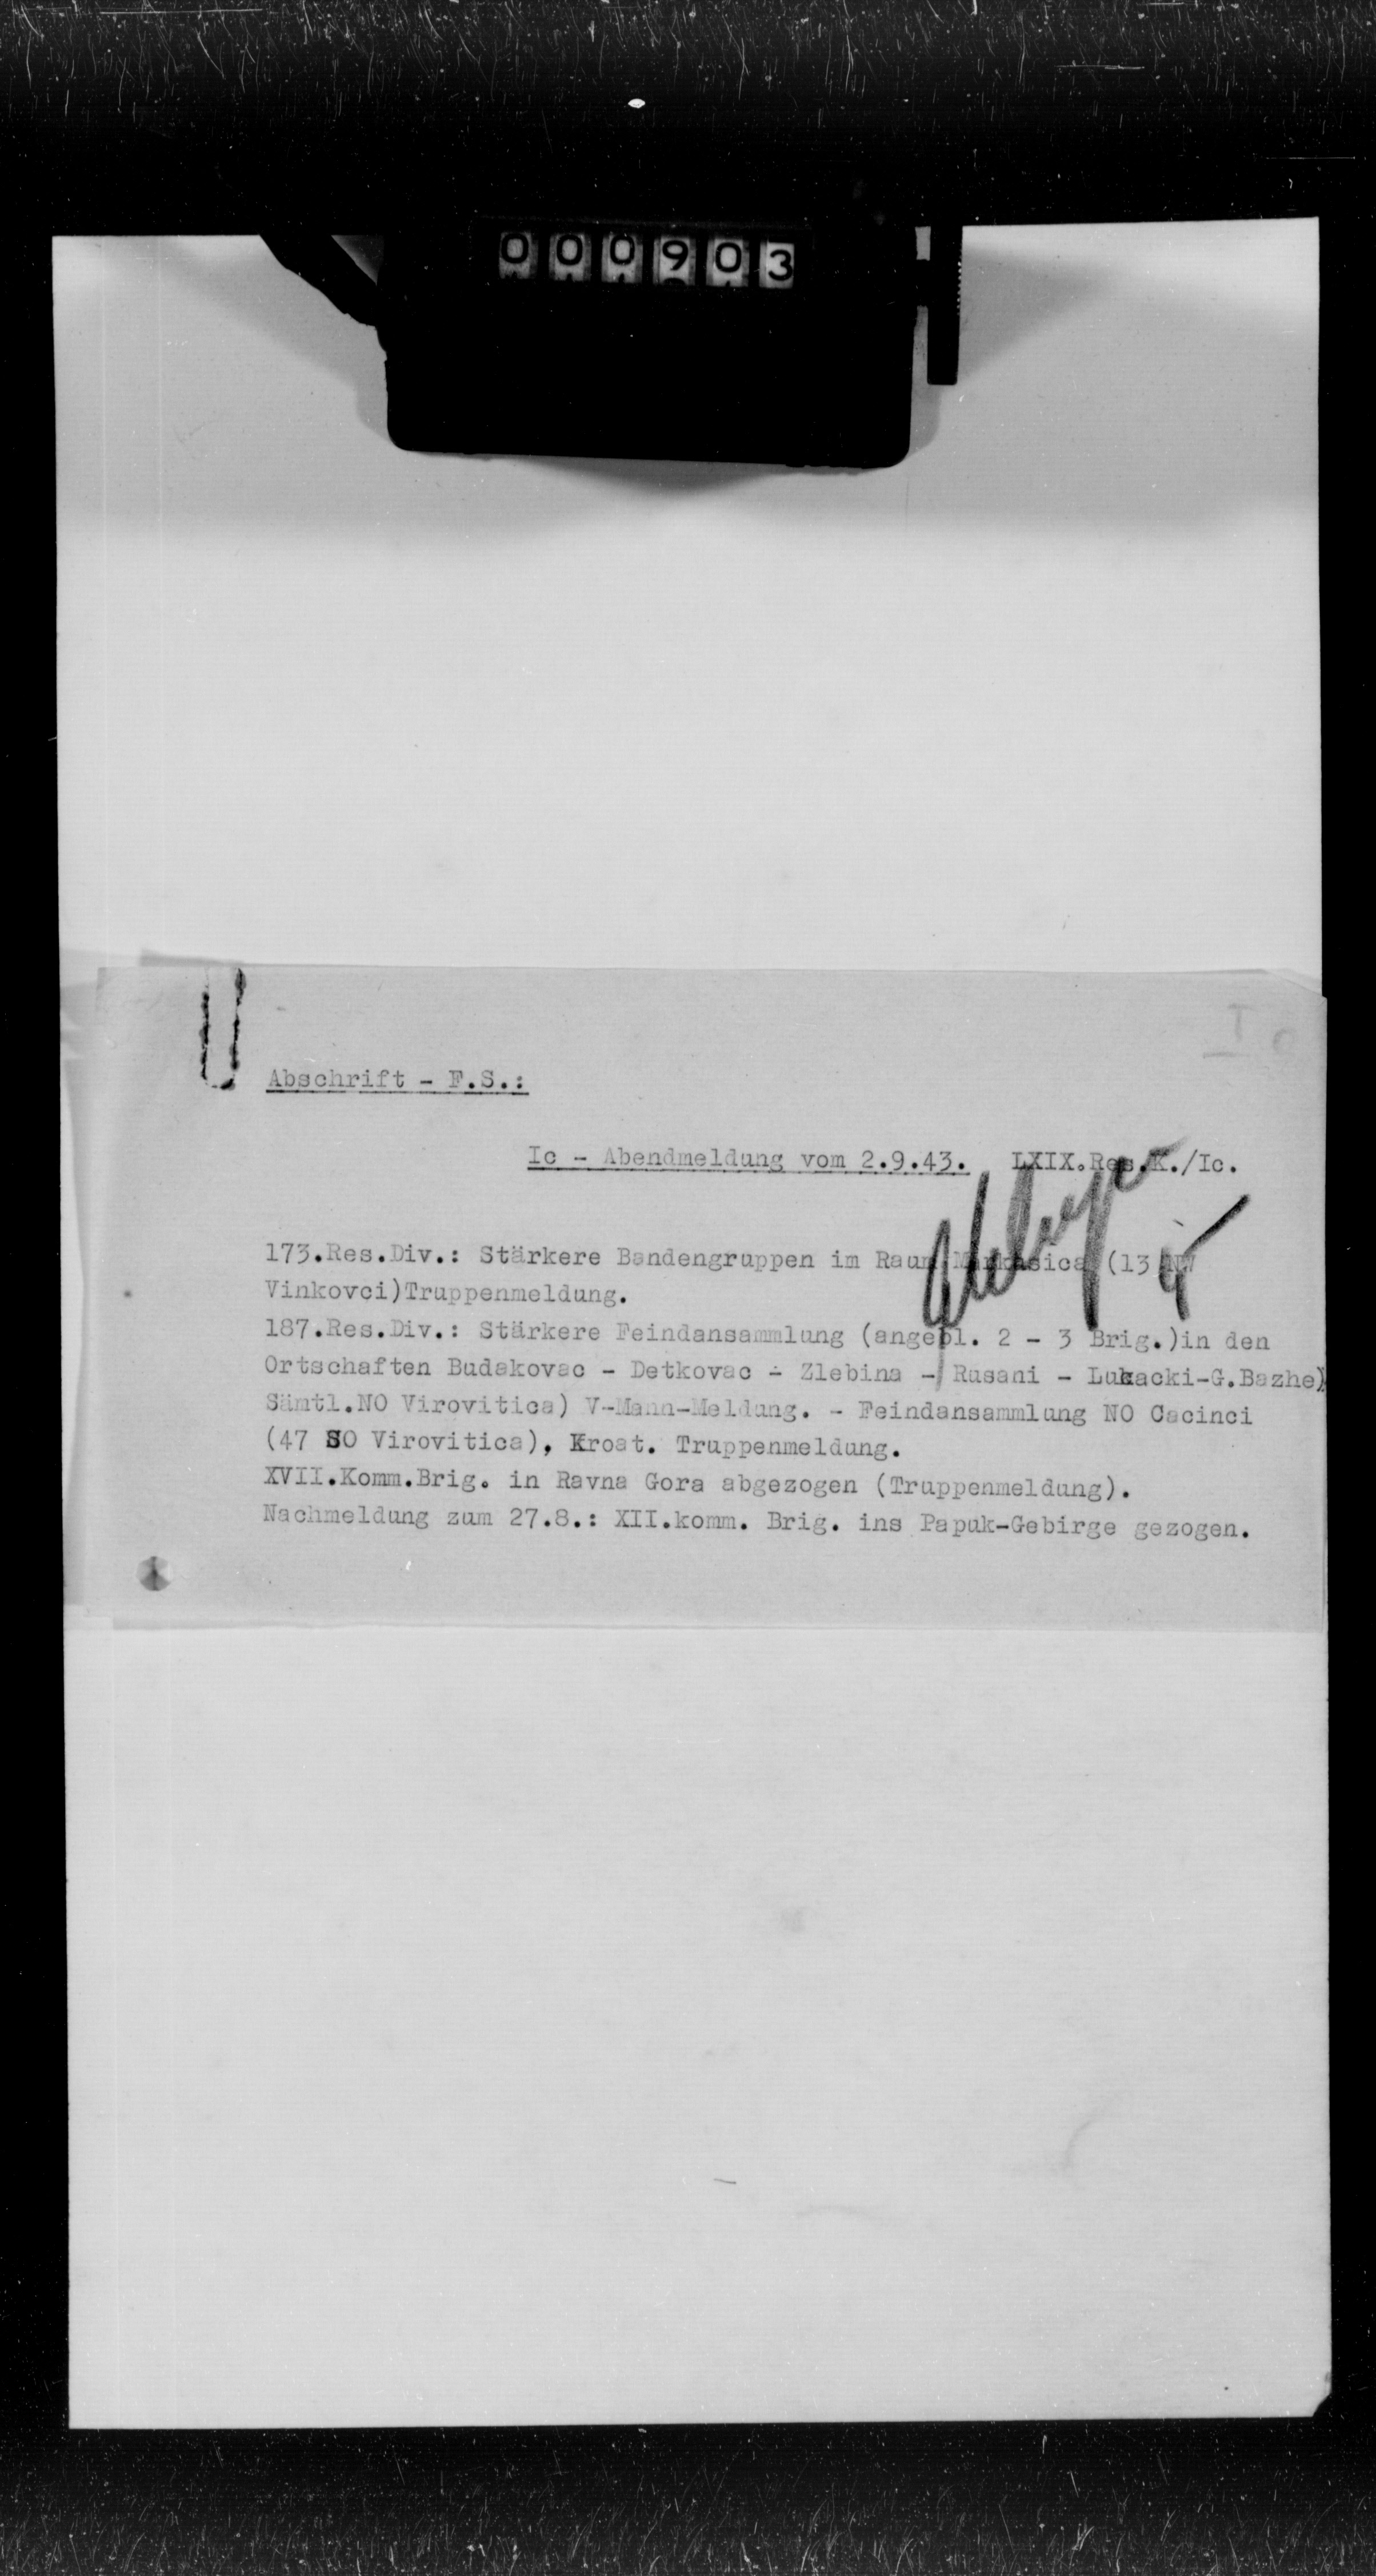 000903
Abschrift - F.S.:
Ic - Abendmeldung vom 2.9.43. LXIX.Res.K./Ic.
173.Res.Div.: Stärkere Bandengruppen im Raum Markusica (13 NW
Vinkovci)Truppenmeldung.
187.Res.Div.: Stärkere Feindansammlung (angebl. 2 - 3 Brig.)in den
Ortschaften Budakovac - Detkovac - Zlebina - Rusani - Lukacki-G.Bazhe)
Sämtl.NO Virovitica) V-Mann-Meldung. - Feindansammlung NO Cacinci
(47 SO Virovitica), Kroat. Truppenmeldung.
XVII.Komm.Brig. in Ravna Gora abgezogen (Truppenmeldung).
Nachmeldung zum 27.8.: XII.komm. Brig. ins Papuk-Gebirge gezogen.